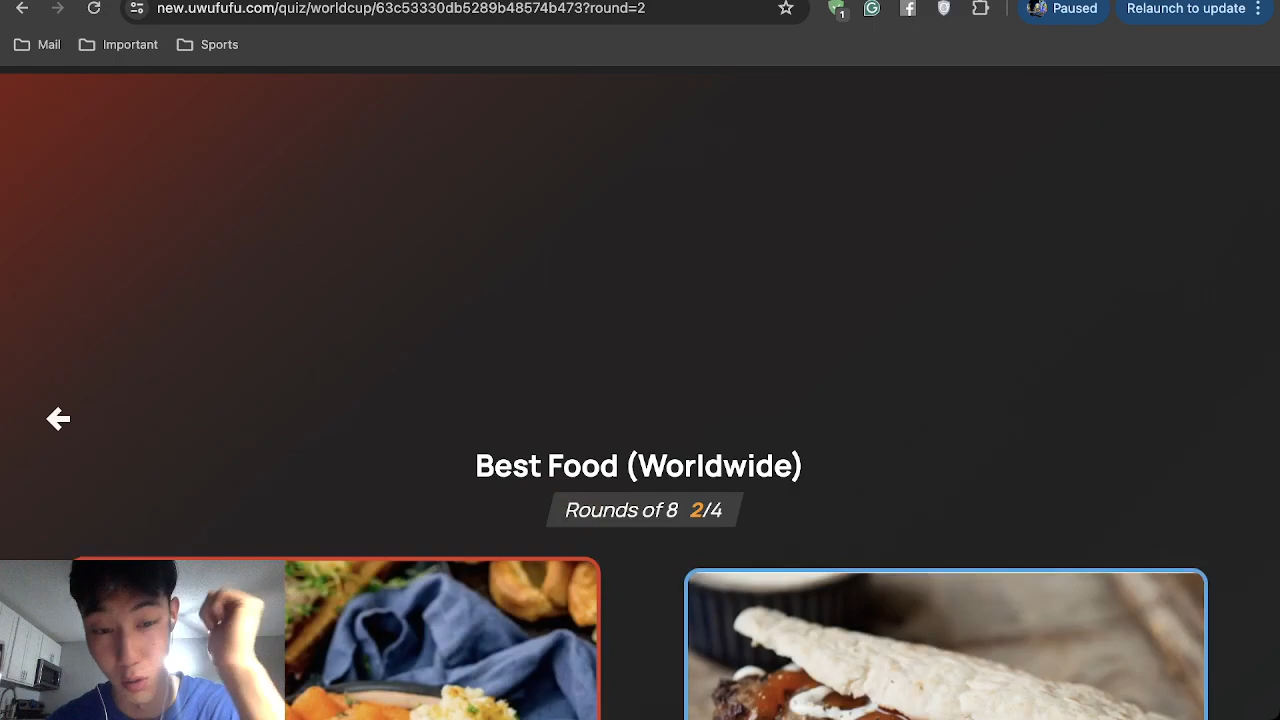 new.uwufufu.com/quiz/worldcup/63c53330db5289b48574b473?round=2
1
Paused
Relaunch to update
Mail
Important
Sports
Best Food (Worldwide)
Rounds of 8 2/4